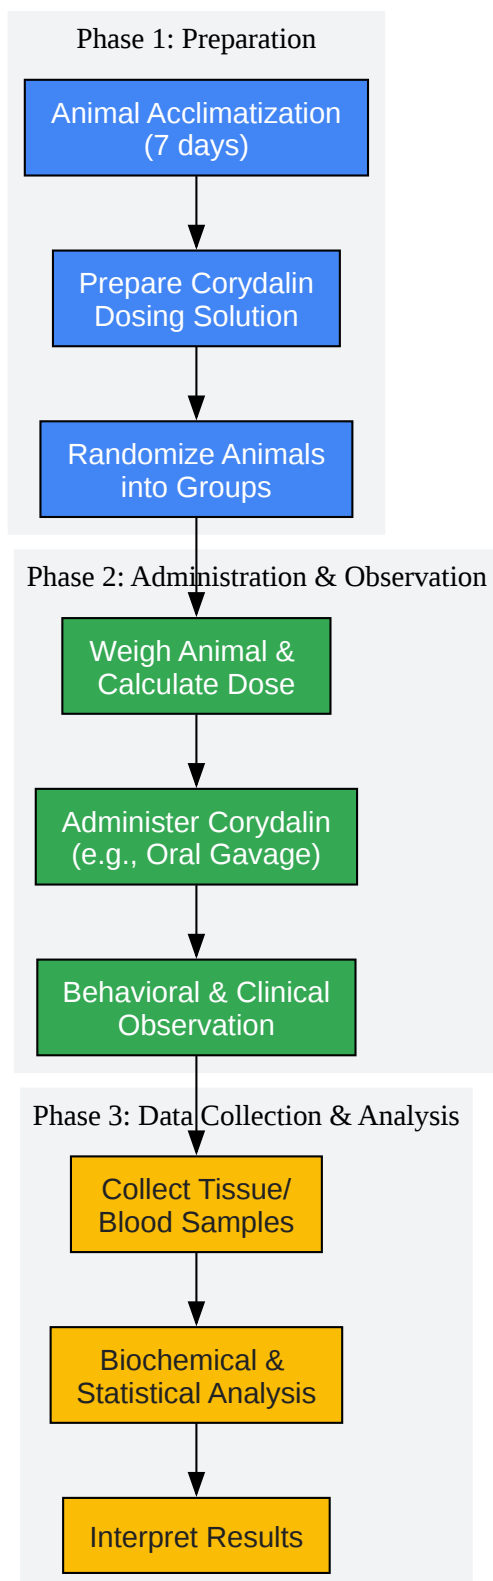 Phase 1: Preparation
Animal Acclimatization
(7 days)
Prepare Corydalin
Dosing Solution
Randomize Animals
into Groups
Phase 2: Administration & Observation
Weigh Animal &
Calculate Dose
Administer Corydalin
(e.g., Oral Gavage)
Behavioral & Clinical
Observation
Phase 3: Data Collection & Analysis
Collect Tissue/
Blood Samples
Biochemical &
Statistical Analysis
Interpret Results